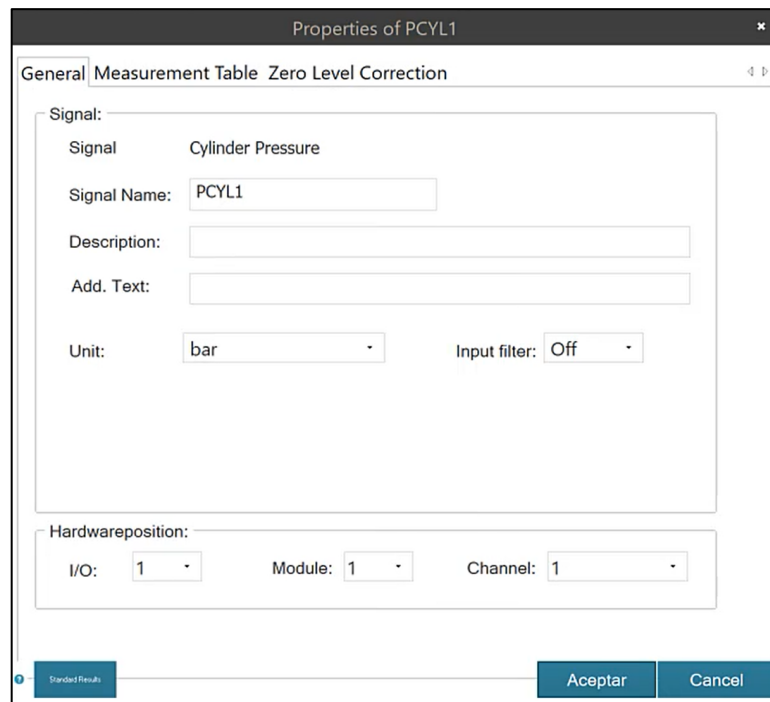 Properties of PCYL1
General Measurement Table Zero Level Correction
Signal:
Signal Cylinder Pressure
Signal Name: PCYL1
Description:
Add. Text:
Unit: bar Input filter: Off
Hardwareposition:
I/O: 1 Module: 1 Channel: 1
Standard Results Aceptar Cancel